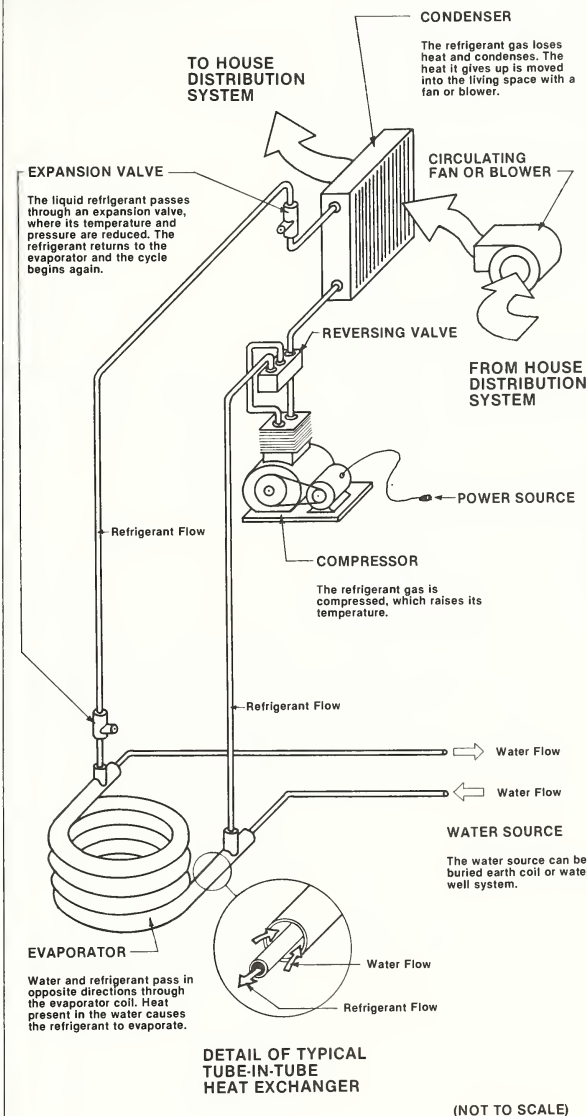 CONDENSER
The refrigerant gas loses
heat and condenses. The
heat it gives up is moved
into the living space with a
fan or blower.
TO HOUSE
DISTRIBUTION
SYSTEM
EXPANSION VALVE
The liquid refrigerant passes
through an expansion valve,
where its temperature and
pressure are reduced. The
refrigerant returns to the
evaporator and the cycle
begins again.
CIRCULATING
FAN OR BLOWER
REVERSING VALVE
FROM HOUSE
DISTRIBUTION
SYSTEM
POWER SOURCE
Refrigerant Flow
COMPRESSOR
The refrigerant gas is
compressed, which raises its
temperature.
Refrigerant Flow
Water Flow
Water Flow
WATER SOURCE
The water source can be
buried earth coil or wate
well system.
EVAPORATOR
Water and refrigerant pass in
opposite directions through
the evaporator coil. Heat
present in the water causes
the refrigerant to evaporate.
Water Flow
Refrigerant Flow
DETAIL OF TYPICAL
TUBE-IN-TUBE
HEAT EXCHANGER
(NOT TO SCALE)